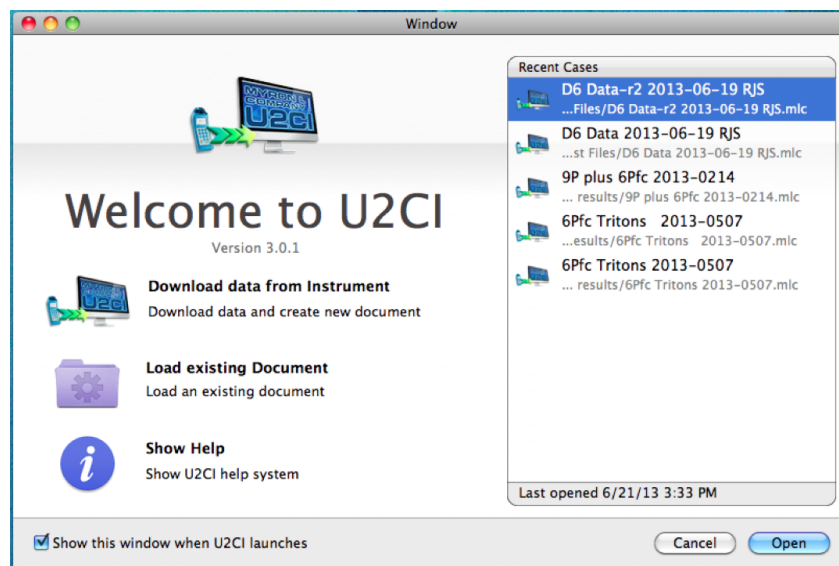 Window
MYRON L
COMPANY
U2CI
Welcome to U2CI
Version 3.0.1
U2CI
Download data from Instrument
Download data and create new document
Load existing Document
Load an existing document
Show Help
Show U2CI help system
Recent Cases
D6 Data-r2 2013-06-19 RJS
...Files/D6 Data-r2 2013-06-19 RJS.mlc
D6 Data 2013-06-19 RJS
...st Files/D6 Data 2013-06-19 RJS.mlc
9P plus 6Pfc 2013-0214
... results/9P plus 6Pfc 2013-0214.mlc
6Pfc Tritons   2013-0507
...esults/6Pfc Tritons   2013-0507.mlc
6Pfc Tritons 2013-0507
... results/6Pfc Tritons 2013-0507.mlc
Last opened 6/21/13 3:33 PM
Show this window when U2CI launches
Cancel
Open